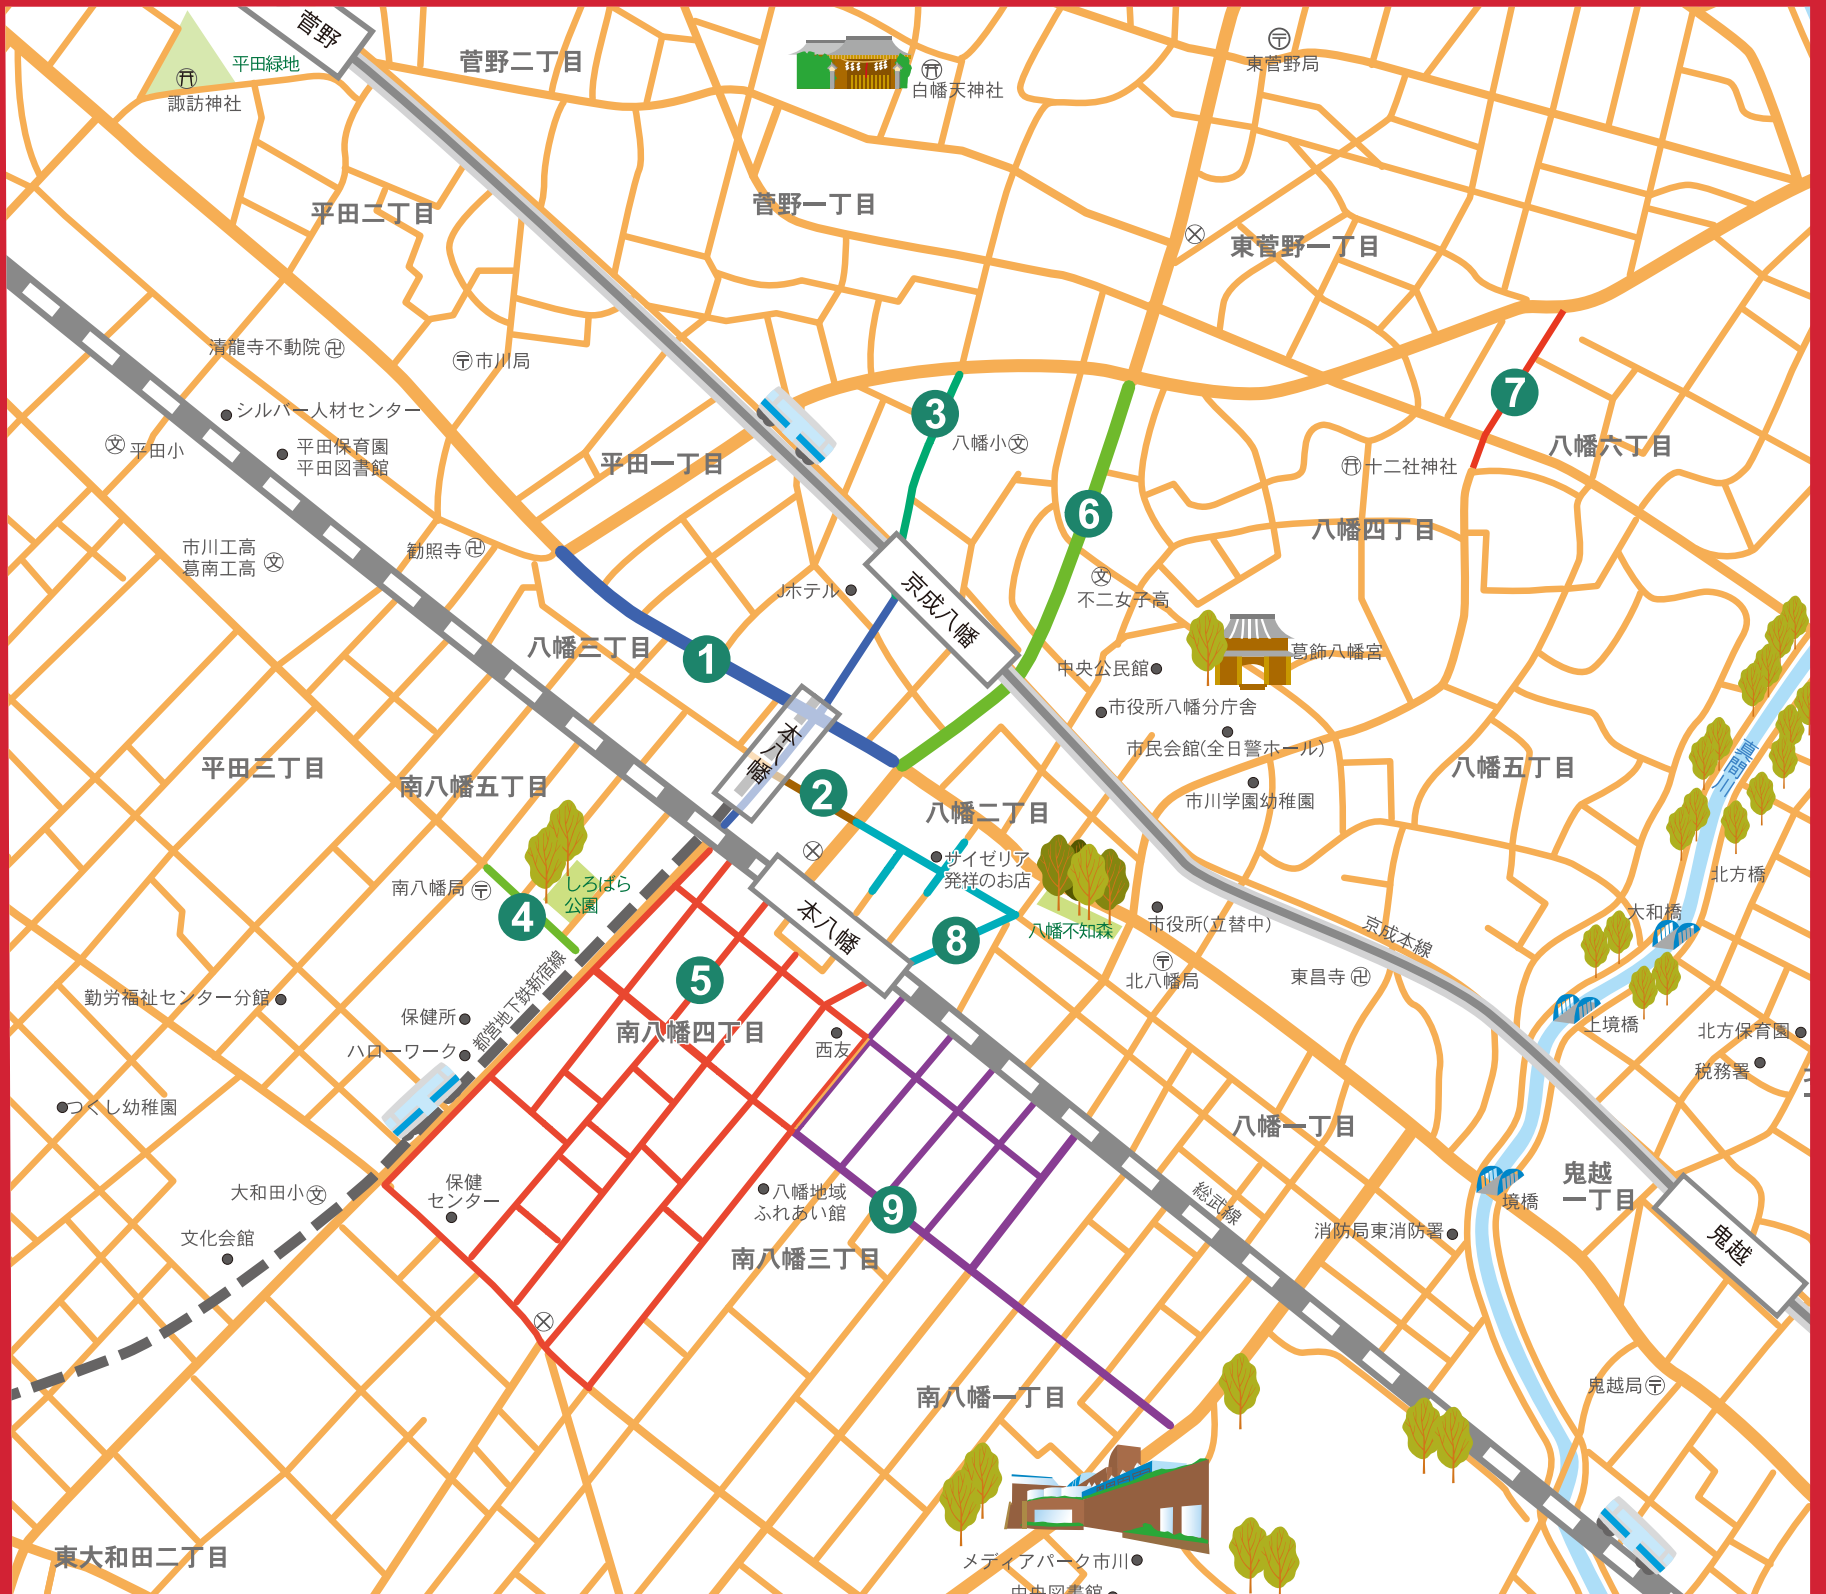 菅野
平田緑地
諏訪神社
菅野二丁目
白幡天神社
東菅野局
平田二丁目
菅野一丁目
東菅野一丁目
清龍寺不動院
市川局
シルバー人材センター
平田小
平田保育園
平田図書館
平田一丁目
3
八幡小
7
八幡六丁目
十二社神社
6
八幡四丁目
市川工高
葛南工高
勧照寺
Jホテル
京成八幡
不二女子高
八幡三丁目
1
中央公民館
葛飾八幡宮
市役所八幡分庁舎
市民会館(全日警ホール)
本八幡
平田三丁目
南八幡五丁目
2
八幡二丁目
市川学園幼稚園
八幡五丁目
真間川
サイゼリア
発祥のお店
北方橋
南八幡局
しろばら
公園
4
本八幡
8
八幡不知森
市役所(立替中)
京成本線
大和橋
北八幡局
東昌寺
5
勤労福祉センター分館
保健所
ハローワーク
都営地下鉄新宿線
南八幡四丁目
西友
上境橋
北方保育園
税務署
つくし幼稚園
八幡一丁目
大和田小
保健
センター
八幡地域
ふれあい館
9
総武線
鬼越
一丁目
境橋
消防局東消防署
文化会館
南八幡三丁目
鬼越
南八幡一丁目
鬼越局
東大和田二丁目
メディアパーク市川
中央図書館